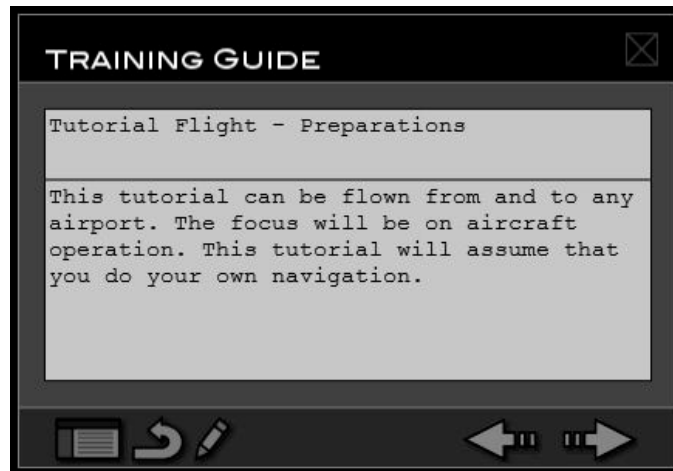 TRAINING GUIDE
Tutorial Flight - Preparations
This tutorial can be flown from and to any
airport. The focus will be on aircraft
operation. This tutorial will assume that
you do your own navigation.